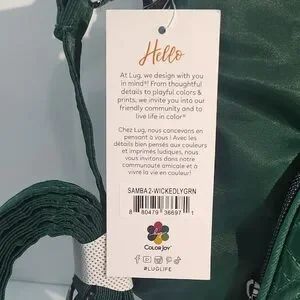 Hello
At Lug, we design with you
in mind®! From thoughtful
details to playful colors &
prints, we invite you into our
friendly community and to
live life in color®
Chez Lug, nous concevons en
pensant à vous ! Avec les
détails bien pensés aux couleurs
et imprimés ludiques, nous
vous invitons dans notre
communauté amicale et à
vivre la vie en couleur!
SAMBA 2-WICKEDLYGRN
8 80479 36697 1
COLORJOY
#LUGLIFE